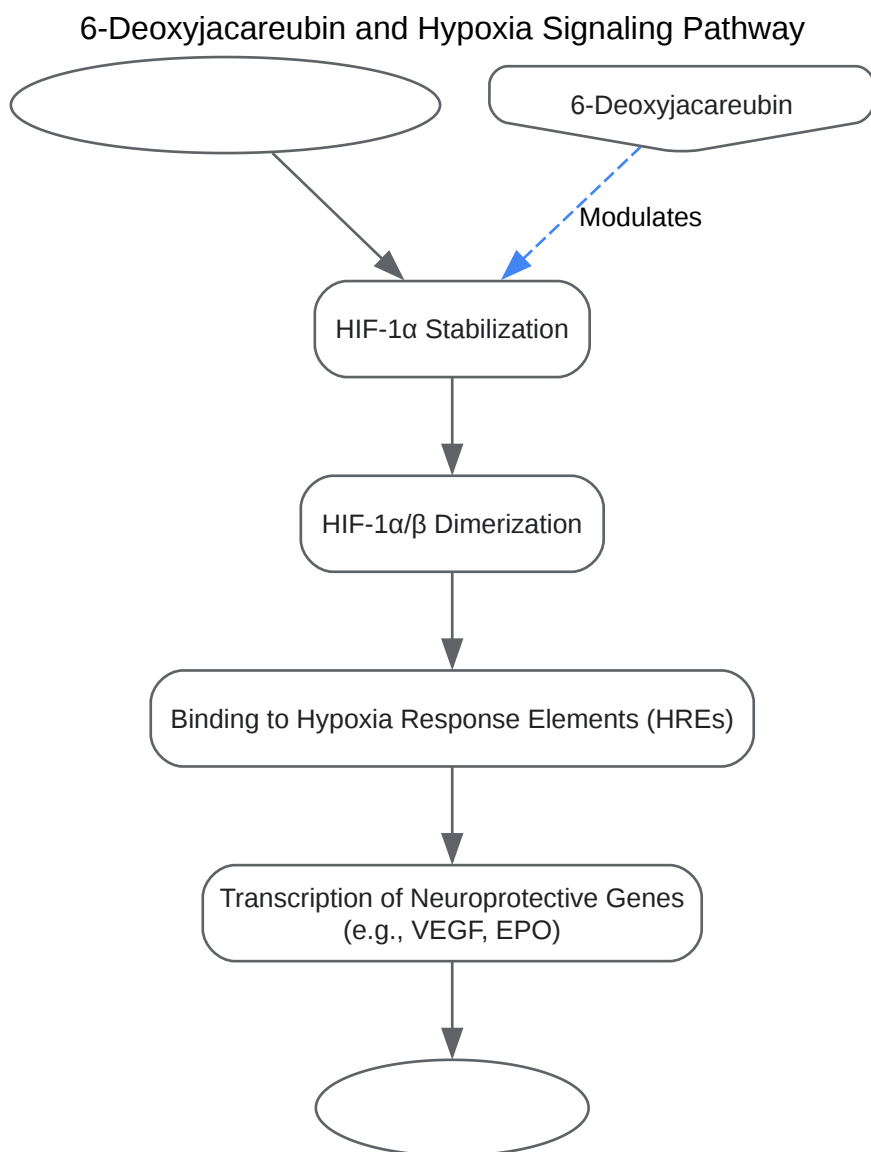 6-Deoxyjacareubin and Hypoxia Signaling Pathway
6-Deoxyjacareubin
Modulates
HIF-1α Stabilization
HIF-1α/β Dimerization
Binding to Hypoxia Response Elements (HREs)
Transcription of Neuroprotective Genes
(e.g., VEGF, EPO)